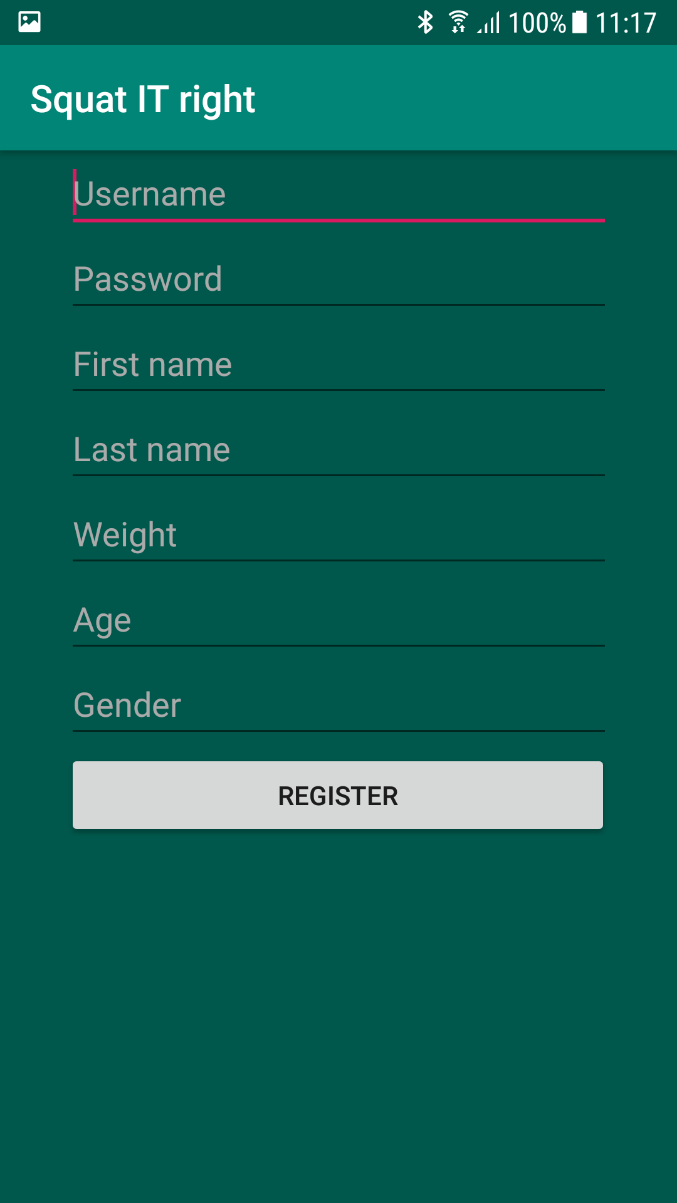 100% 11:17
Squat IT right
Username
Password
First name
Last name
Weight
Age
Gender
REGISTER